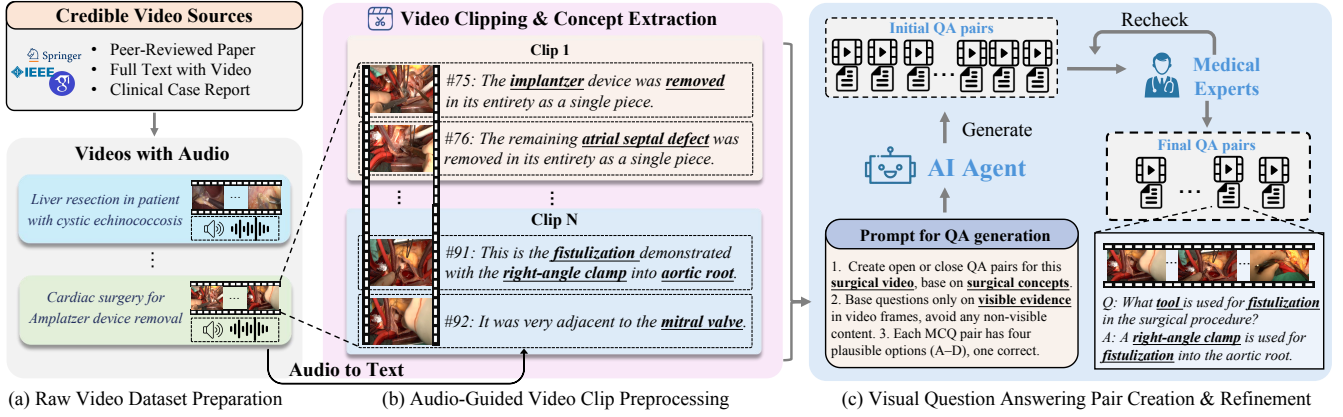 Credible Video Sources
Springer
IEEE
• Peer-Reviewed Paper
• Full Text with Video
• Clinical Case Report
Videos with Audio
Liver resection in patient
with cystic echinococcosis
...
Cardiac surgery for
Amplatzer device removal
...
(a) Raw Video Dataset Preparation
Video Clipping & Concept Extraction
Clip 1
#75: The implantzer device was removed
in its entirety as a single piece.
#76: The remaining atrial septal defect was
removed in its entirety as a single piece.
Clip N
#91: This is the fistulization demonstrated
with the right-angle clamp into aortic root.
#92: It was very adjacent to the mitral valve.
Audio to Text
(b) Audio-Guided Video Clip Preprocessing
Initial QA pairs
...
Recheck
Medical
Experts
Generate
AI Agent
Final QA pairs
...
Prompt for QA generation
1. Create open or close QA pairs for this
surgical video, base on surgical concepts.
2. Base questions only on visible evidence
in video frames, avoid any non-visible
content. 3. Each MCQ pair has four
plausible options (A–D), one correct.
Q: What tool is used for fistulization
in the surgical procedure?
A: A right-angle clamp is used for
fistulization into the aortic root.
(c) Visual Question Answering Pair Creation & Refinement